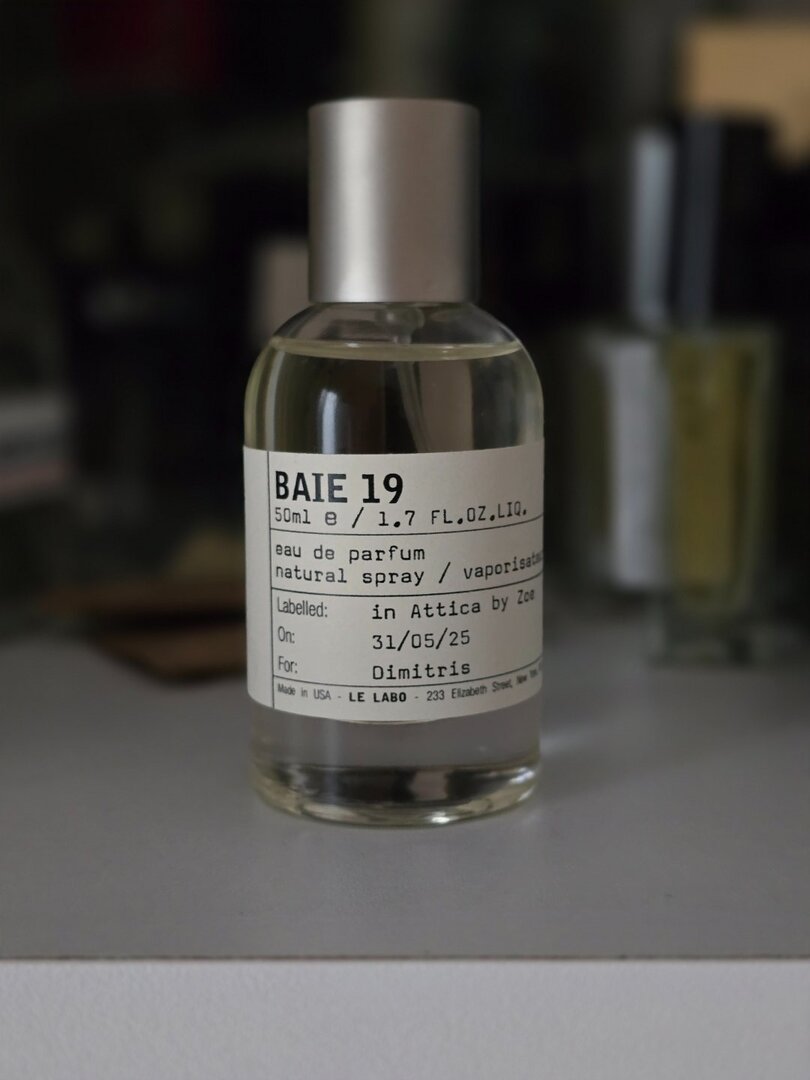 BAIE 19
50ml e / 1.7 FL.OZ.LIQ.
eau de parfum
natural spray /
Labelled: in Attica by Zoe
On: 31/05/25
For: Dimitris
Made in USA - LE LABO - 233 Elizabeth Street, New